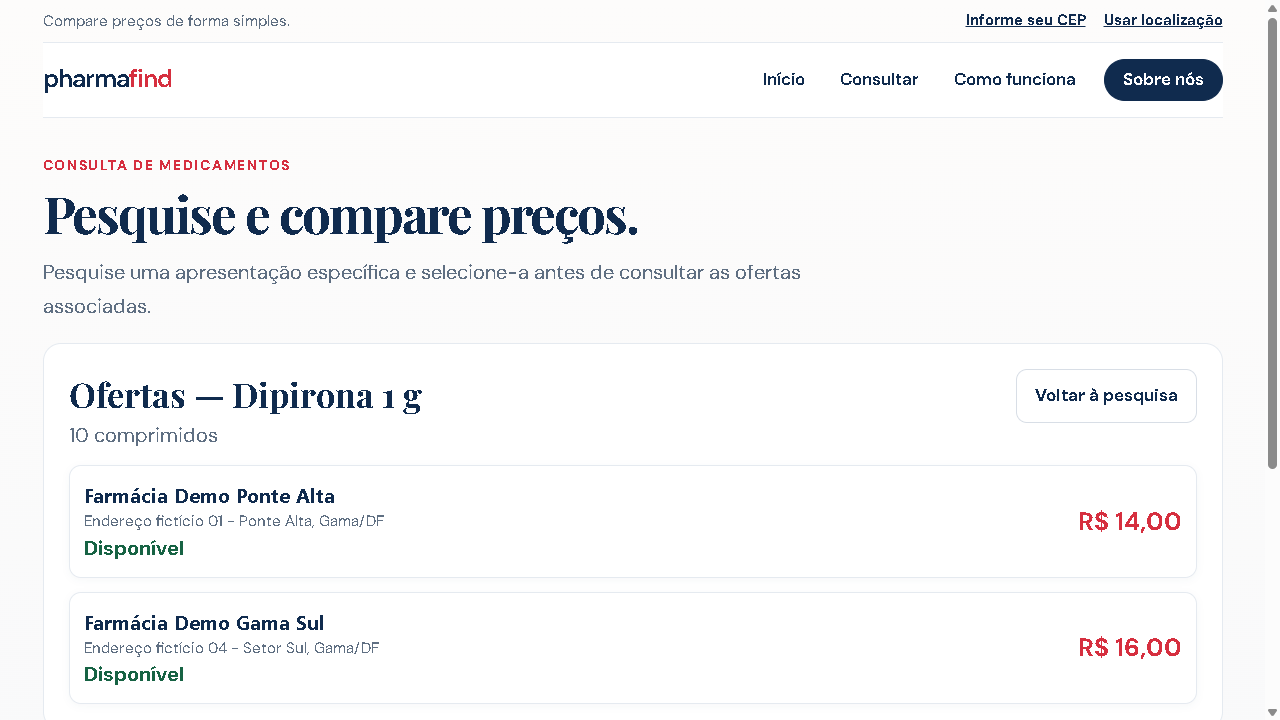 Compare preços de forma simples.
Informe seu CEP Usar localização
pharmafind
Início Consultar Como funciona Sobre nós
CONSULTA DE MEDICAMENTOS
Pesquise e compare preços.
Pesquise uma apresentação específica e selecione-a antes de consultar as ofertas
associadas.
Ofertas — Dipirona 1 g
Voltar à pesquisa
10 comprimidos
Farmácia Demo Ponte Alta
Endereço fictício 01 - Ponte Alta, Gama/DF
Disponível
R$ 14,00
Farmácia Demo Gama Sul
Endereço fictício 04 - Setor Sul, Gama/DF
Disponível
R$ 16,00